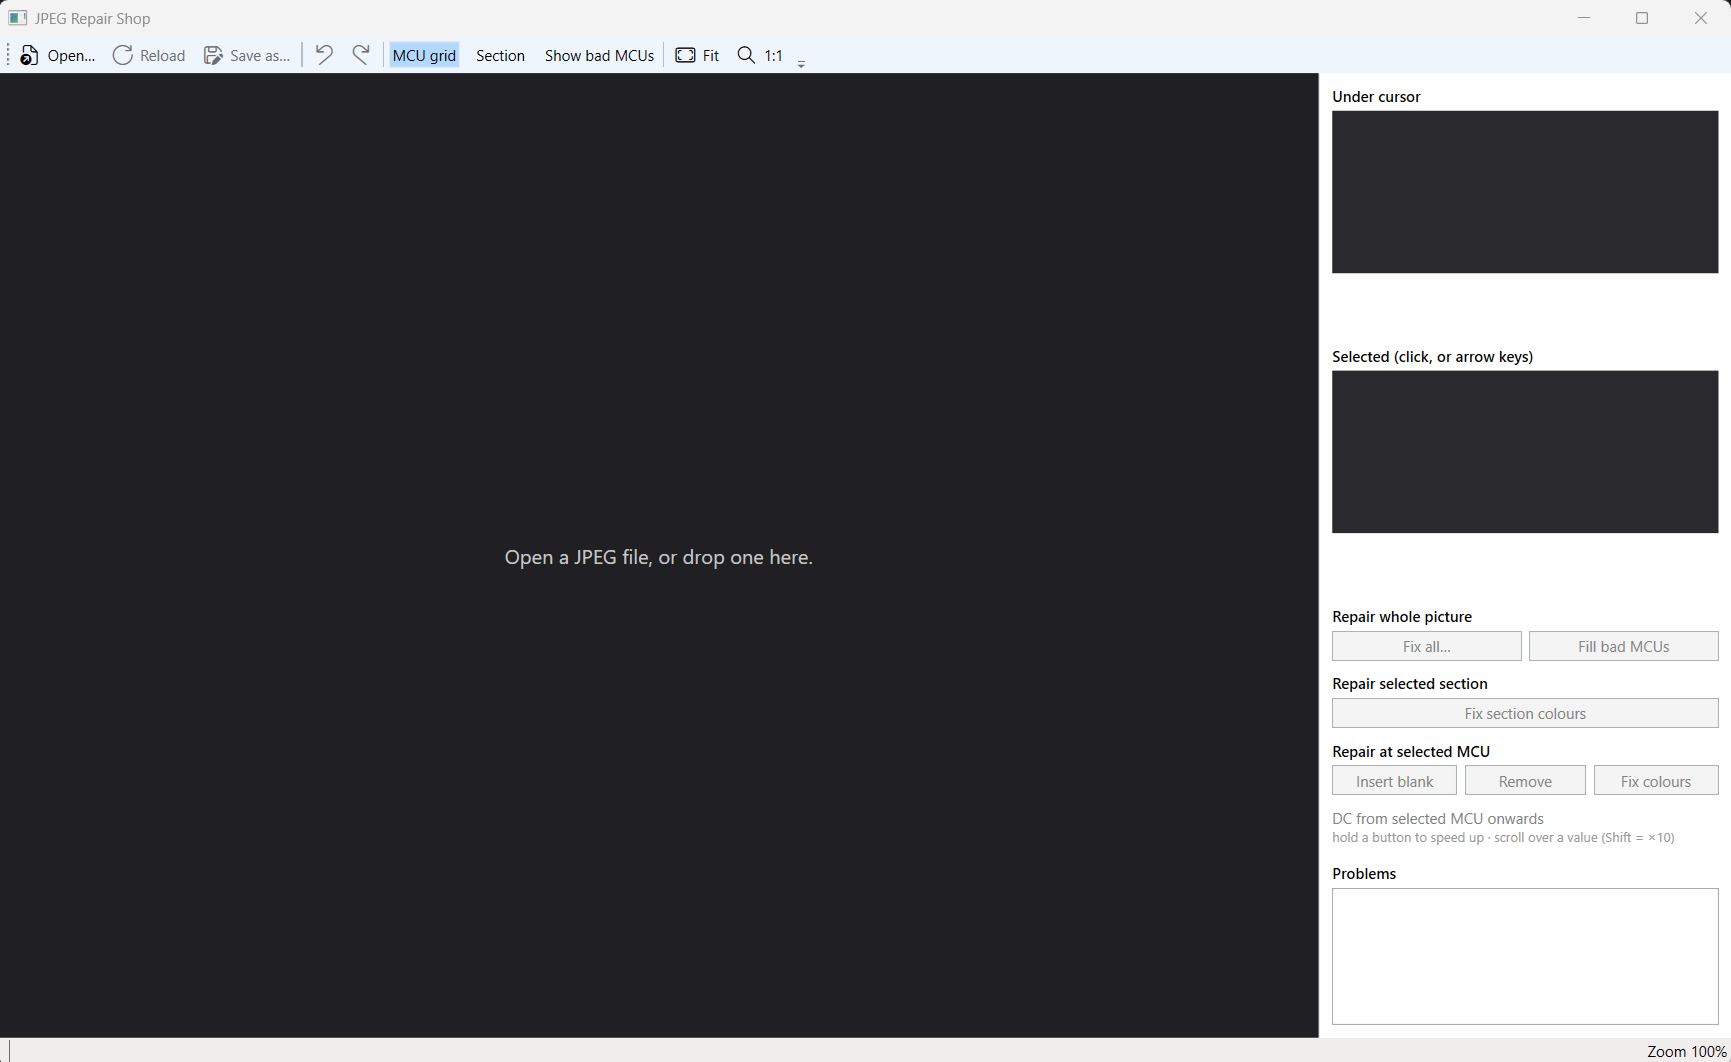 JPEG Repair Shop
Open... Reload Save as... MCU grid Section Show bad MCUs Fit 1:1
Under cursor
Selected (click, or arrow keys)
Open a JPEG file, or drop one here.
Repair whole picture
Fix all... Fill bad MCUs
Repair selected section
Fix section colours
Repair at selected MCU
Insert blank Remove Fix colours
DC from selected MCU onwards
hold a button to speed up · scroll over a value (Shift = ×10)
Problems
Zoom 100%